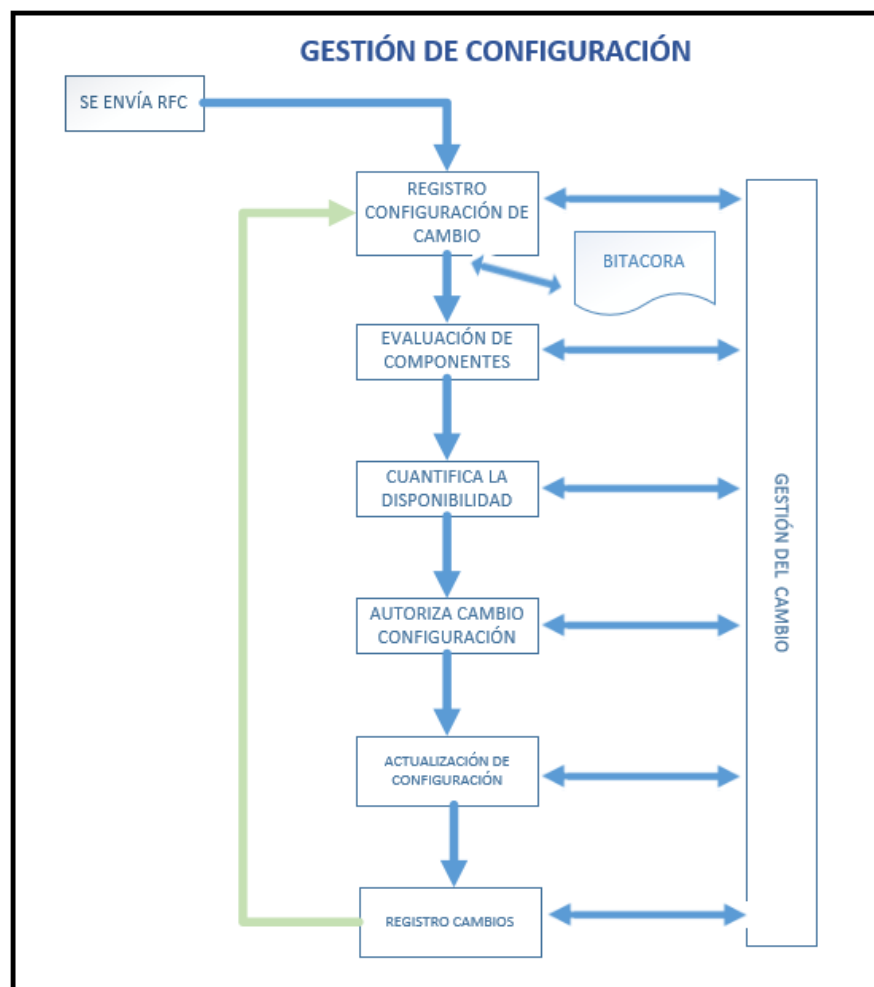 GESTIÓN DE CONFIGURACIÓN
SE ENVÍA RFC
REGISTRO
CONFIGURACIÓN DE
CAMBIO
BITACORA
EVALUACIÓN DE
COMPONENTES
CUANTIFICA LA
DISPONIBILIDAD
AUTORIZA CAMBIO
CONFIGURACIÓN
ACTUALIZACIÓN DE
CONFIGURACIÓN
REGISTRO CAMBIOS
GESTIÓN DEL CAMBIO